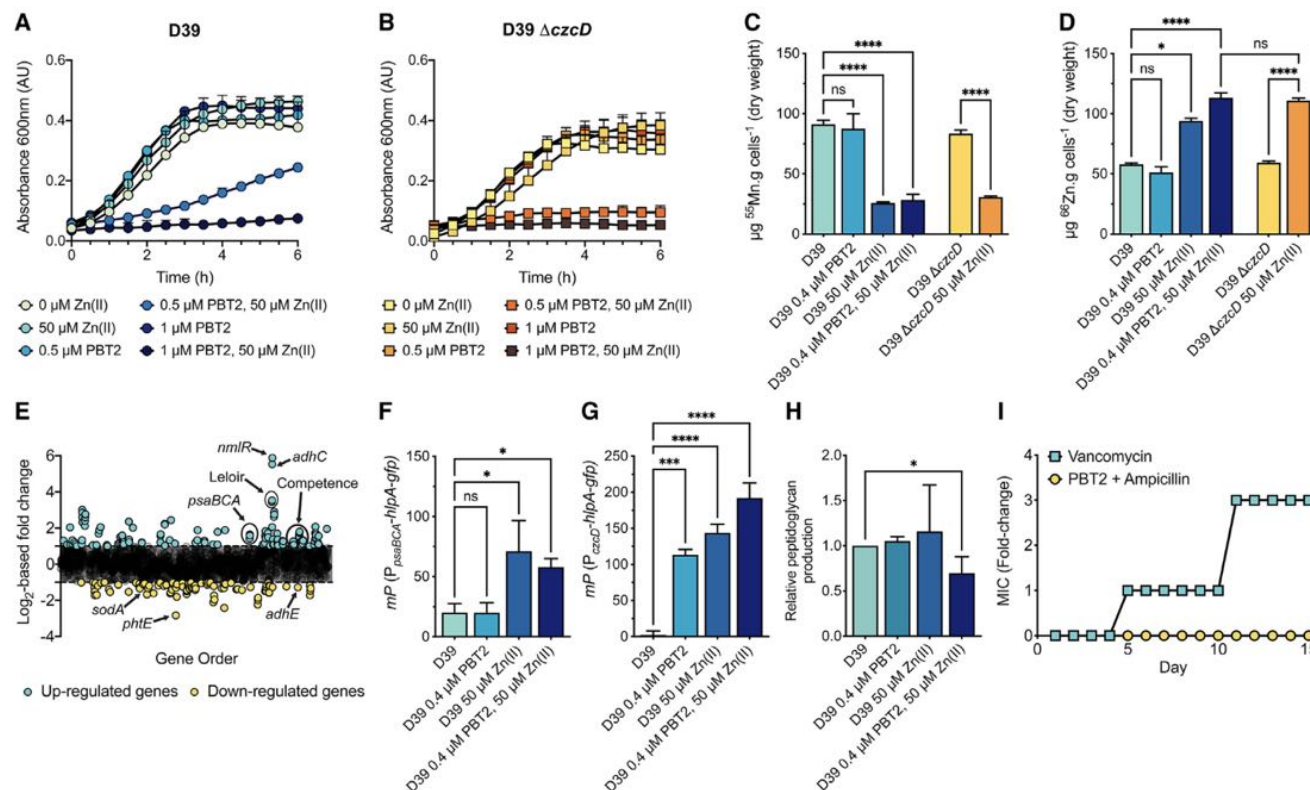 A
D39
Absorbance 600nm (AU)
0.6
0.4
0.2
0.0
0
2
4
6
Time (h)
0 µM Zn(II)
50 µM Zn(II)
0.5 µM PBT2
0.5 µM PBT2, 50 µM Zn(II)
1 µM PBT2
1 µM PBT2, 50 µM Zn(II)
B
D39 ΔczcD
Absorbance 600nm (AU)
0.6
0.4
0.2
0.0
0
2
4
6
Time (h)
0 µM Zn(II)
50 µM Zn(II)
0.5 µM PBT2
0.5 µM PBT2, 50 µM Zn(II)
1 µM PBT2
1 µM PBT2, 50 µM Zn(II)
C
µg ⁵⁵Mn.g cells⁻¹ (dry weight)
150
100
50
0
****
****
ns
****
D39
D39 0.4 µM PBT2
D39 50 µM Zn(II)
D39 0.4 µM PBT2, 50 µM Zn(II)
D39 ΔczcD
D39 ΔczcD 50 µM Zn(II)
D
µg ⁶⁶Zn.g cells⁻¹ (dry weight)
150
100
50
0
****
*
ns
ns
****
D39
D39 0.4 µM PBT2
D39 50 µM Zn(II)
D39 0.4 µM PBT2, 50 µM Zn(II)
D39 ΔczcD
D39 ΔczcD 50 µM Zn(II)
E
Log₂-based fold change
6
4
2
0
-2
-4
nmlR
adhC
Leloir
Competence
psaBCA
sodA
phtE
adhE
Gene Order
Up-regulated genes
Down-regulated genes
F
mP (PpsaBCA-hlpA-gfp)
150
100
75
50
25
0
*
*
ns
D39
D39 0.4 µM PBT2
D39 50 µM Zn(II)
D39 0.4 µM PBT2, 50 µM Zn(II)
G
mP (PczcD-hlpA-gfp)
250
200
150
100
50
0
****
****
***
D39
D39 0.4 µM PBT2
D39 50 µM Zn(II)
D39 0.4 µM PBT2, 50 µM Zn(II)
H
Relative peptidoglycan
production
2.0
1.5
1.0
0.5
0.0
*
D39
D39 0.4 µM PBT2
D39 50 µM Zn(II)
D39 0.4 µM PBT2, 50 µM Zn(II)
I
MIC (Fold-change)
4
3
2
1
0
Vancomycin
PBT2 + Ampicillin
0
5
10
15
Day